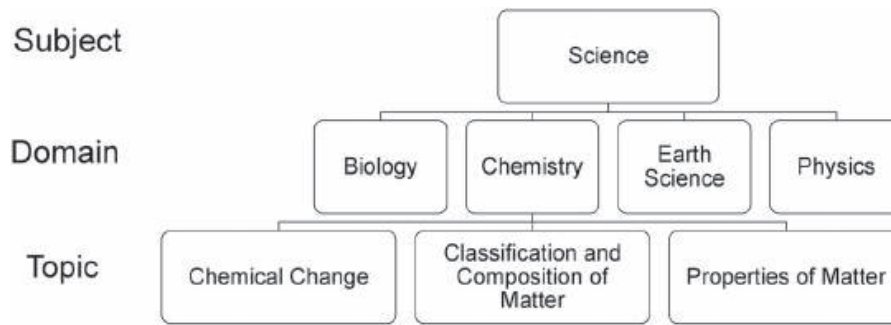 Subject
Science
Domain
Biology
Chemistry
Earth
Science
Physics
Topic
Chemical Change
Classification and
Composition of
Matter
Properties of Matter